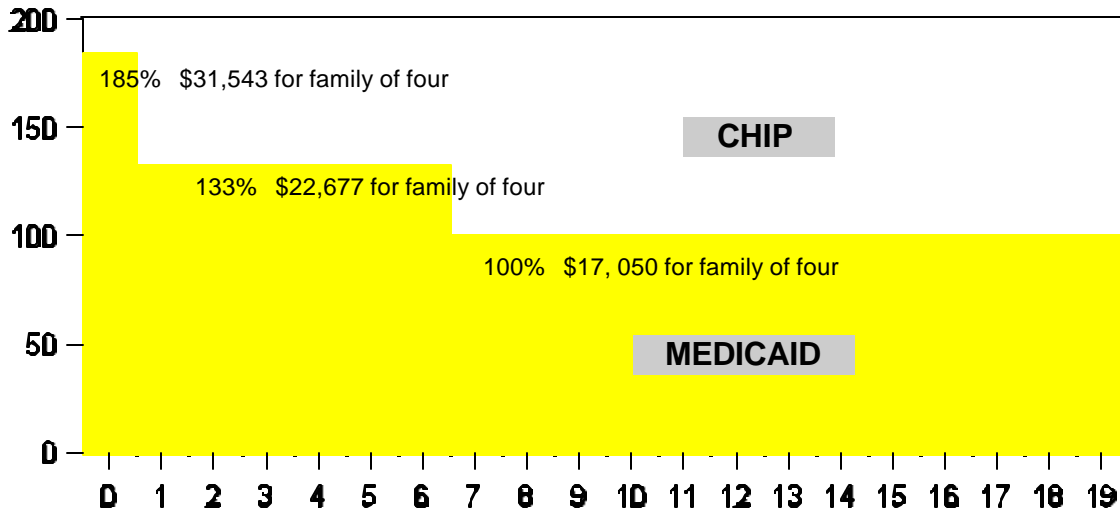 200
185% $31,543 for family of four
150
CHIP
133% $22,677 for family of four
100
100% $17, 050 for family of four
50
MEDICAID
0
0 1 2 3 4 5 6 7 8 9 10 11 12 13 14 15 16 17 18 19